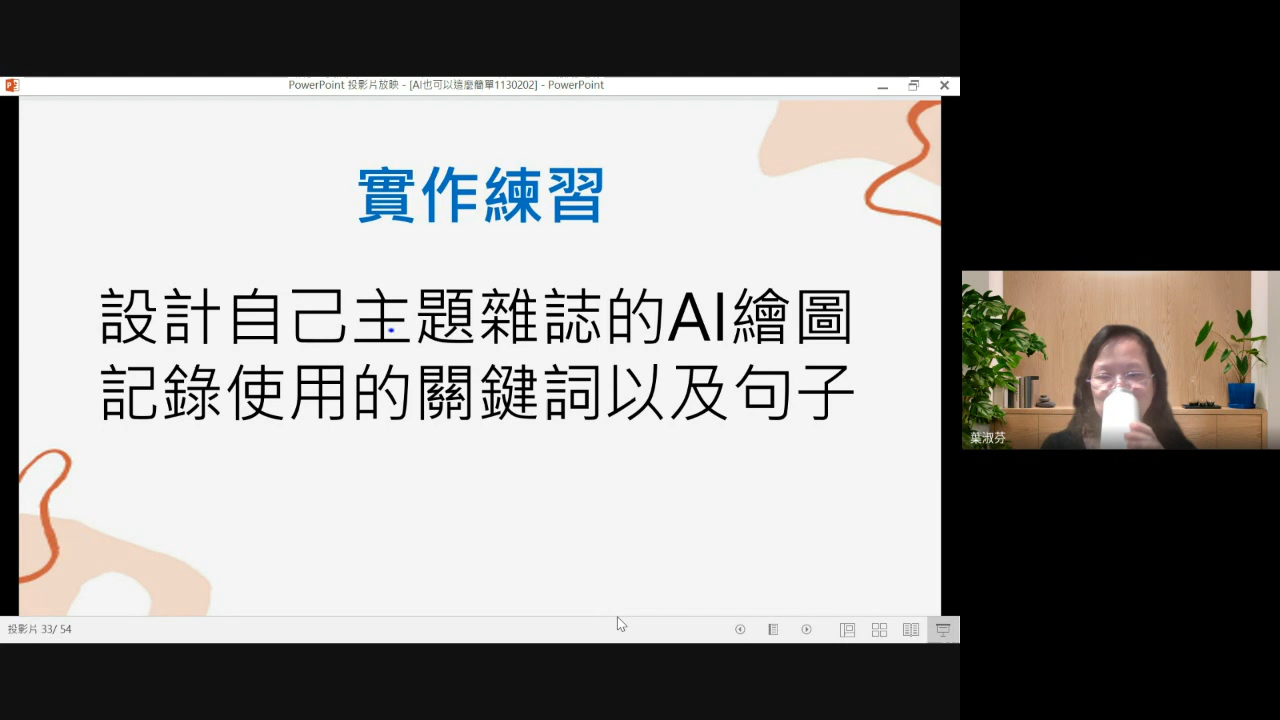 PowerPoint 投影片放映 - [AI也可以這麼簡單1130202] - PowerPoint
實作練習
設計自己主題雜誌的AI繪圖
記錄使用的關鍵詞以及句子
葉淑芬
投影片 33/ 54